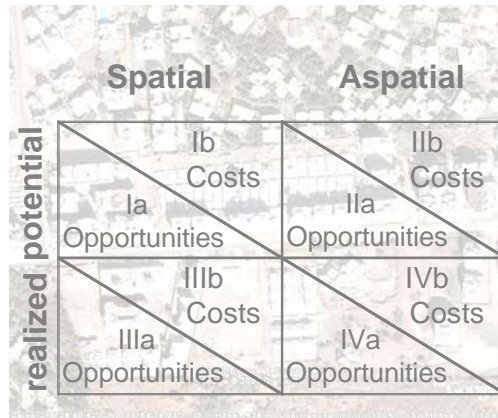 Spatial Aspatial
realized potential
Ib
Costs
Ia
Opportunities
IIb
Costs
IIa
Opportunities
IIIb
Costs
IIIa
Opportunities
IVb
Costs
IVa
Opportunities